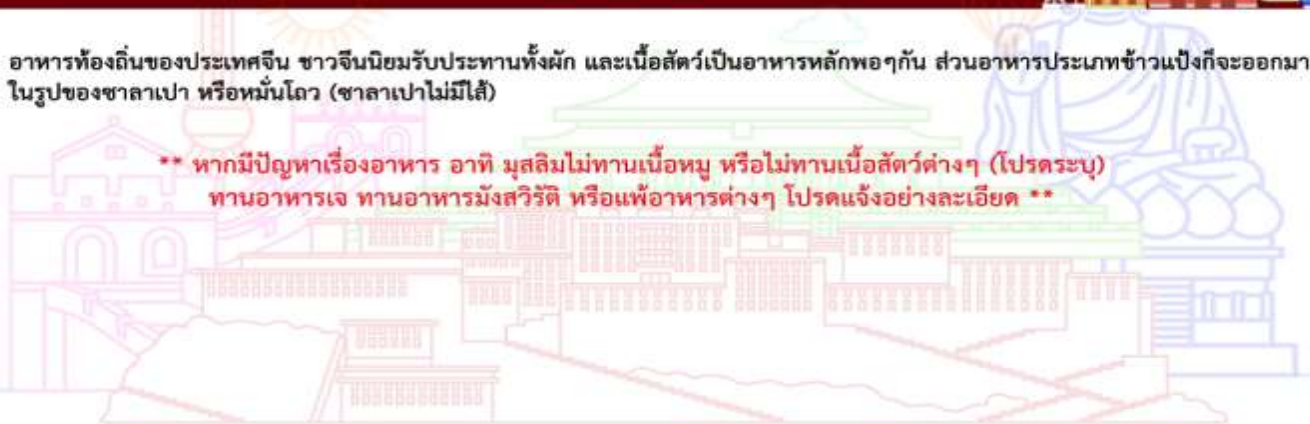 อาหารท้องถิ่นของประเทศจีน ชาวจีนนิยมรับประทานทั้งผัก และเนื้อสัตว์เป็นอาหารหลักพอๆกัน ส่วนอาหารประเภทข้าวแป้งก็จะออกมา
ในรูปของซาลาเปา หรือหมั่นโถว (ซาลาเปาไม่มีไส้)
** หากมีปัญหาเรื่องอาหาร อาทิ มุสลิมไม่ทานเนื้อหมู หรือไม่ทานเนื้อสัตว์ต่างๆ (โปรดระบุ)
ทานอาหารเจ ทานอาหารมังสวิรัติ หรือแพ้อาหารต่างๆ โปรดแจ้งอย่างละเอียด **